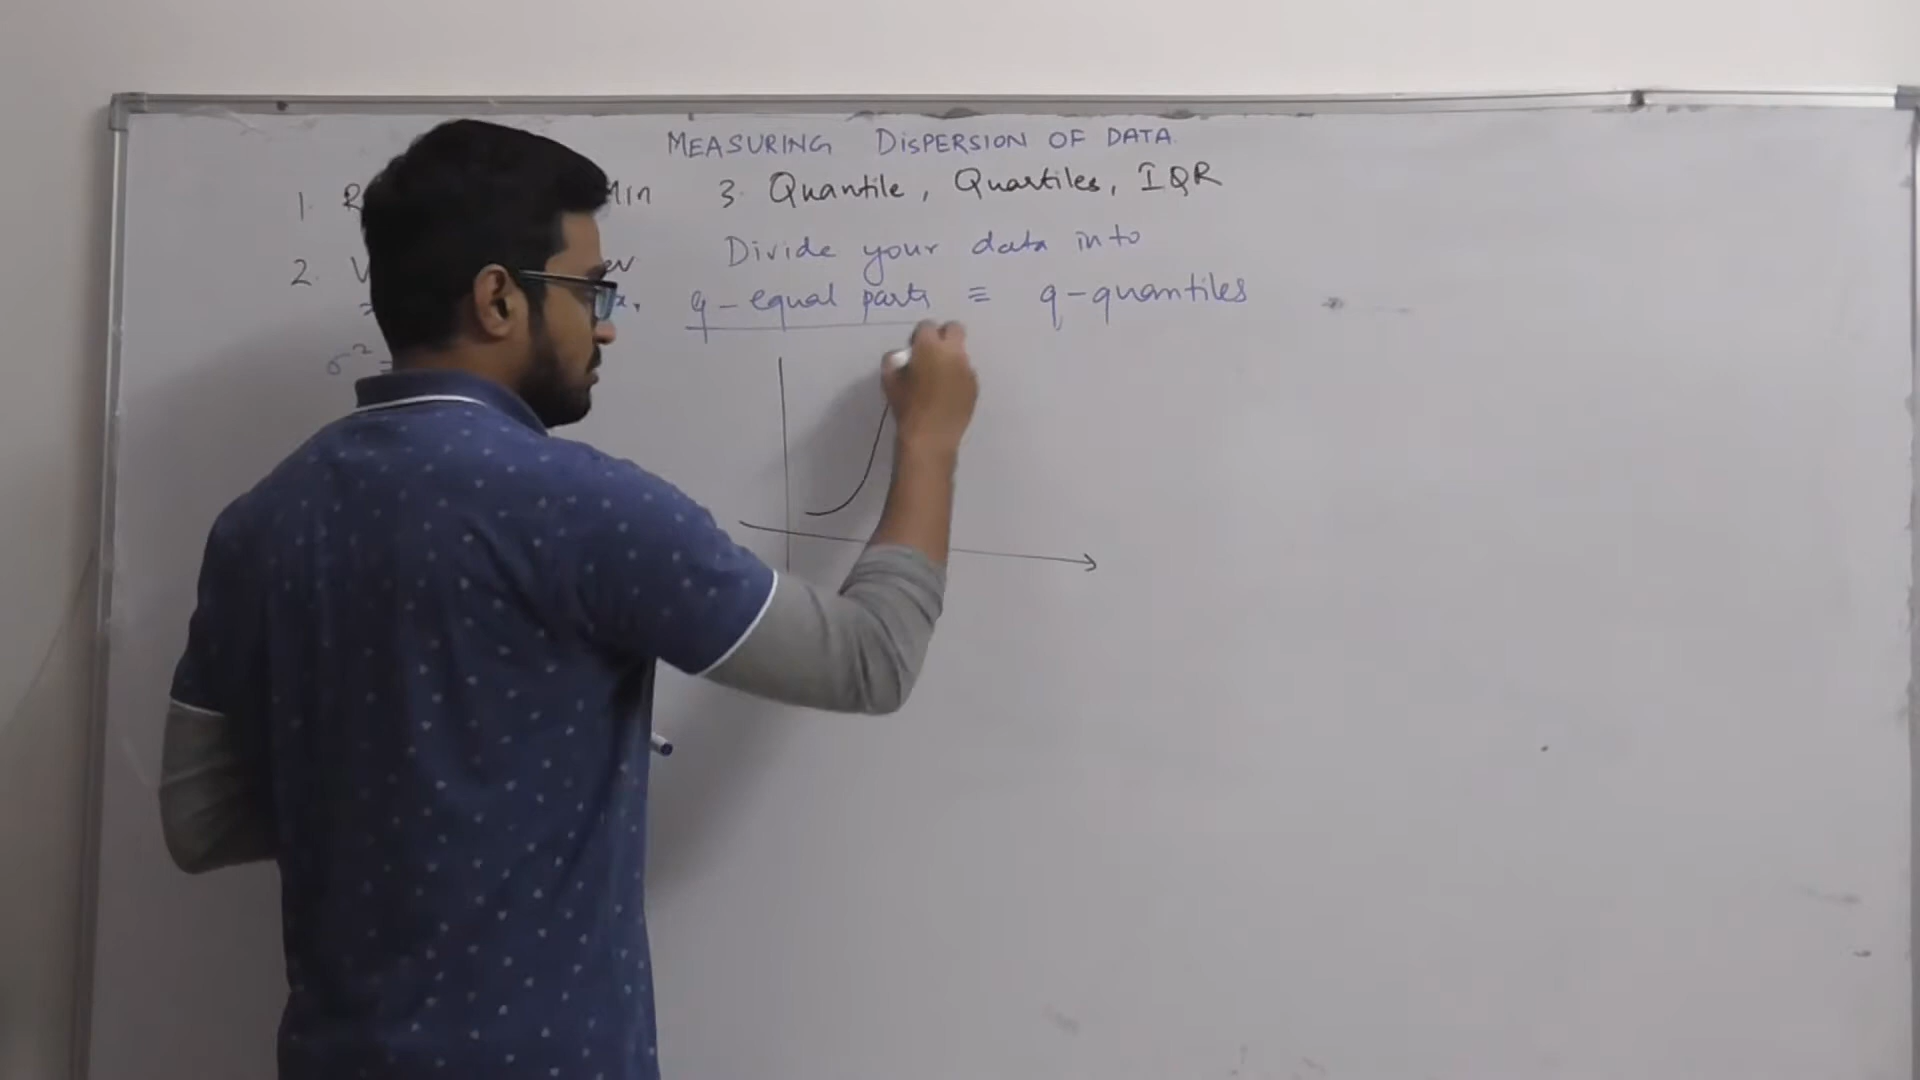 MEASURING DISPERSION OF DATA
1. R
Min
2. V
σ² =
3. Quantile, Quartiles, IQR
Divide your data into
q - equal parts ≡ q - quantiles